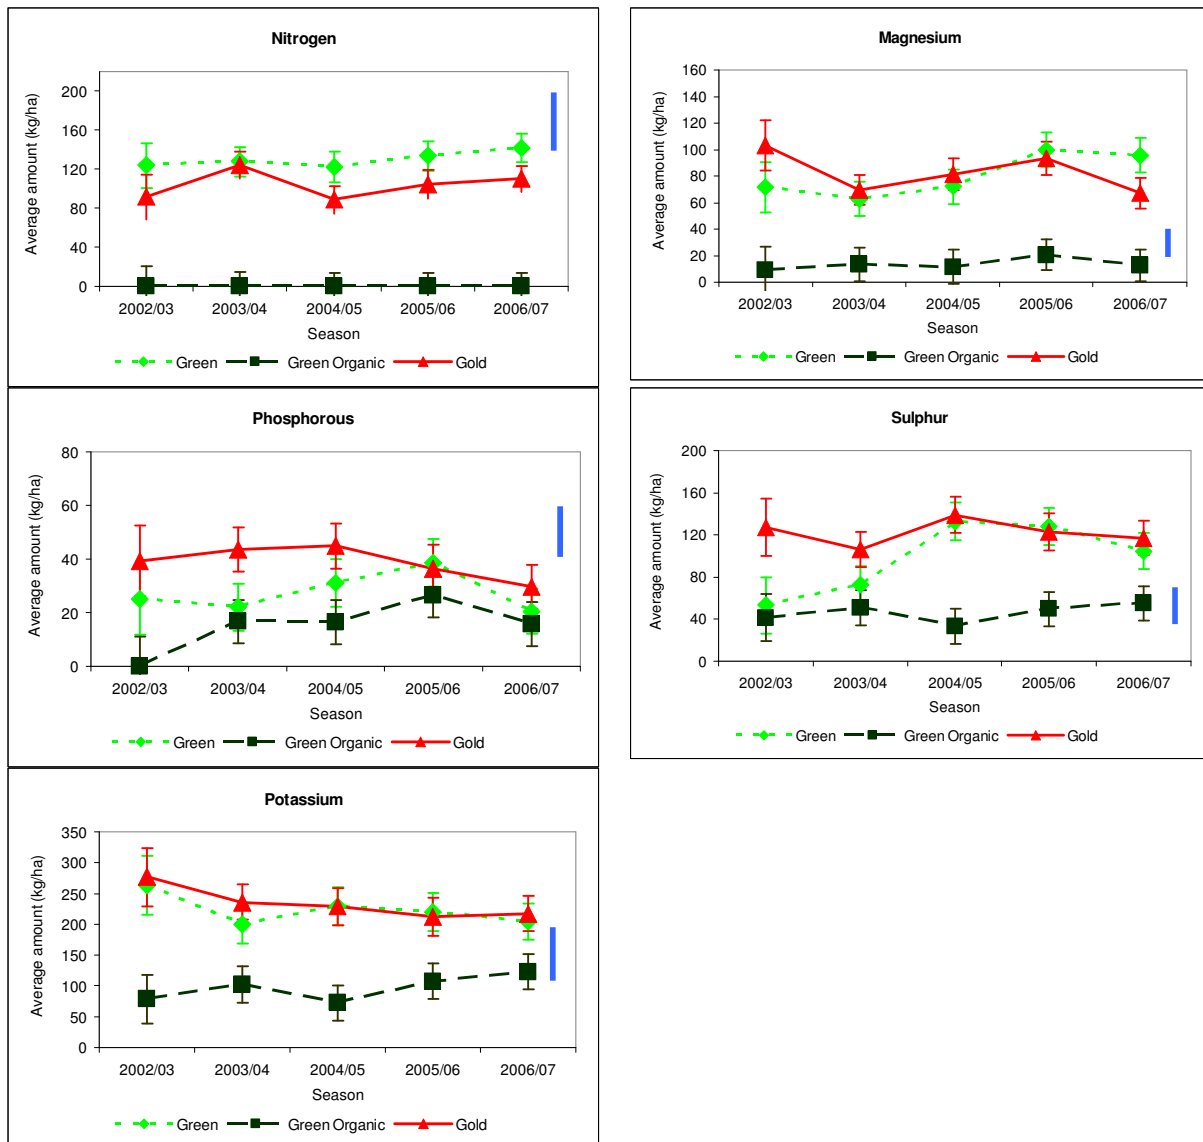 Nitrogen
Average amount (kg/ha)
200
160
120
80
40
0
2002/03 2003/04 2004/05 2005/06 2006/07
Season
Green Green Organic Gold
Magnesium
Average amount (kg/ha)
160
140
120
100
80
60
40
20
0
2002/03 2003/04 2004/05 2005/06 2006/07
Season
Green Green Organic Gold
Phosphorous
Average amount (kg/ha)
80
60
40
20
0
2002/03 2003/04 2004/05 2005/06 2006/07
Season
Green Green Organic Gold
Sulphur
Average amount (kg/ha)
200
160
120
80
40
0
2002/03 2003/04 2004/05 2005/06 2006/07
Season
Green Green Organic Gold
Potassium
Average amount (kg/ha)
350
300
250
200
150
100
50
0
2002/03 2003/04 2004/05 2005/06 2006/07
Season
Green Green Organic Gold